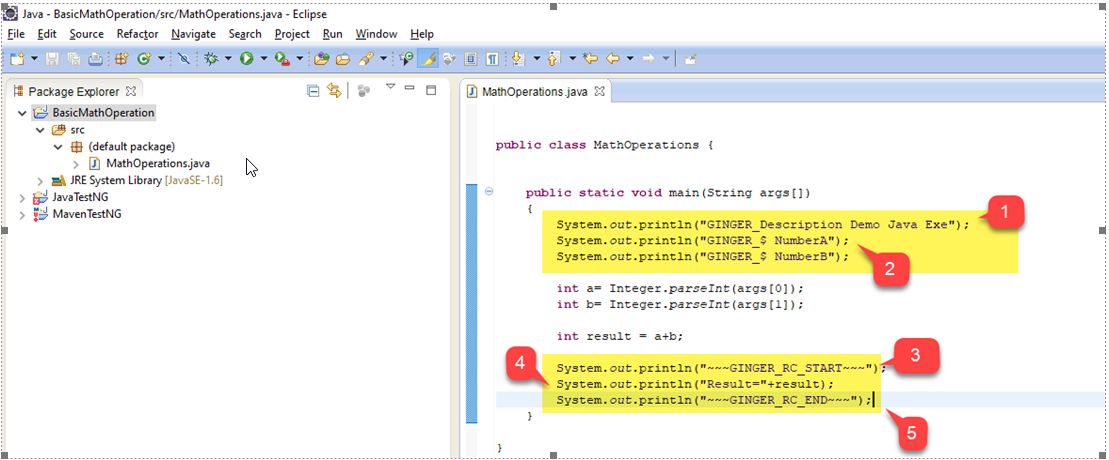 Java - BasicMathOperation/src/MathOperations.java - Eclipse
File Edit Source Refactor Navigate Search Project Run Window Help
Package Explorer
BasicMathOperation
src
(default package)
MathOperations.java
JRE System Library [JavaSE-1.6]
JavaTestNG
MavenTestNG
MathOperations.java
public class MathOperations {
public static void main(String args[])
{
System.out.println("GINGER_Description Demo Java Exe");
1
System.out.println("GINGER_$ NumberA");
System.out.println("GINGER_$ NumberB");
2
int a= Integer.parseInt(args[0]);
int b= Integer.parseInt(args[1]);
int result = a+b;
System.out.println("~~~GINGER_RC_START~~~");
3
4
System.out.println("Result="+result);
System.out.println("~~~GINGER_RC_END~~~");
5
}
}